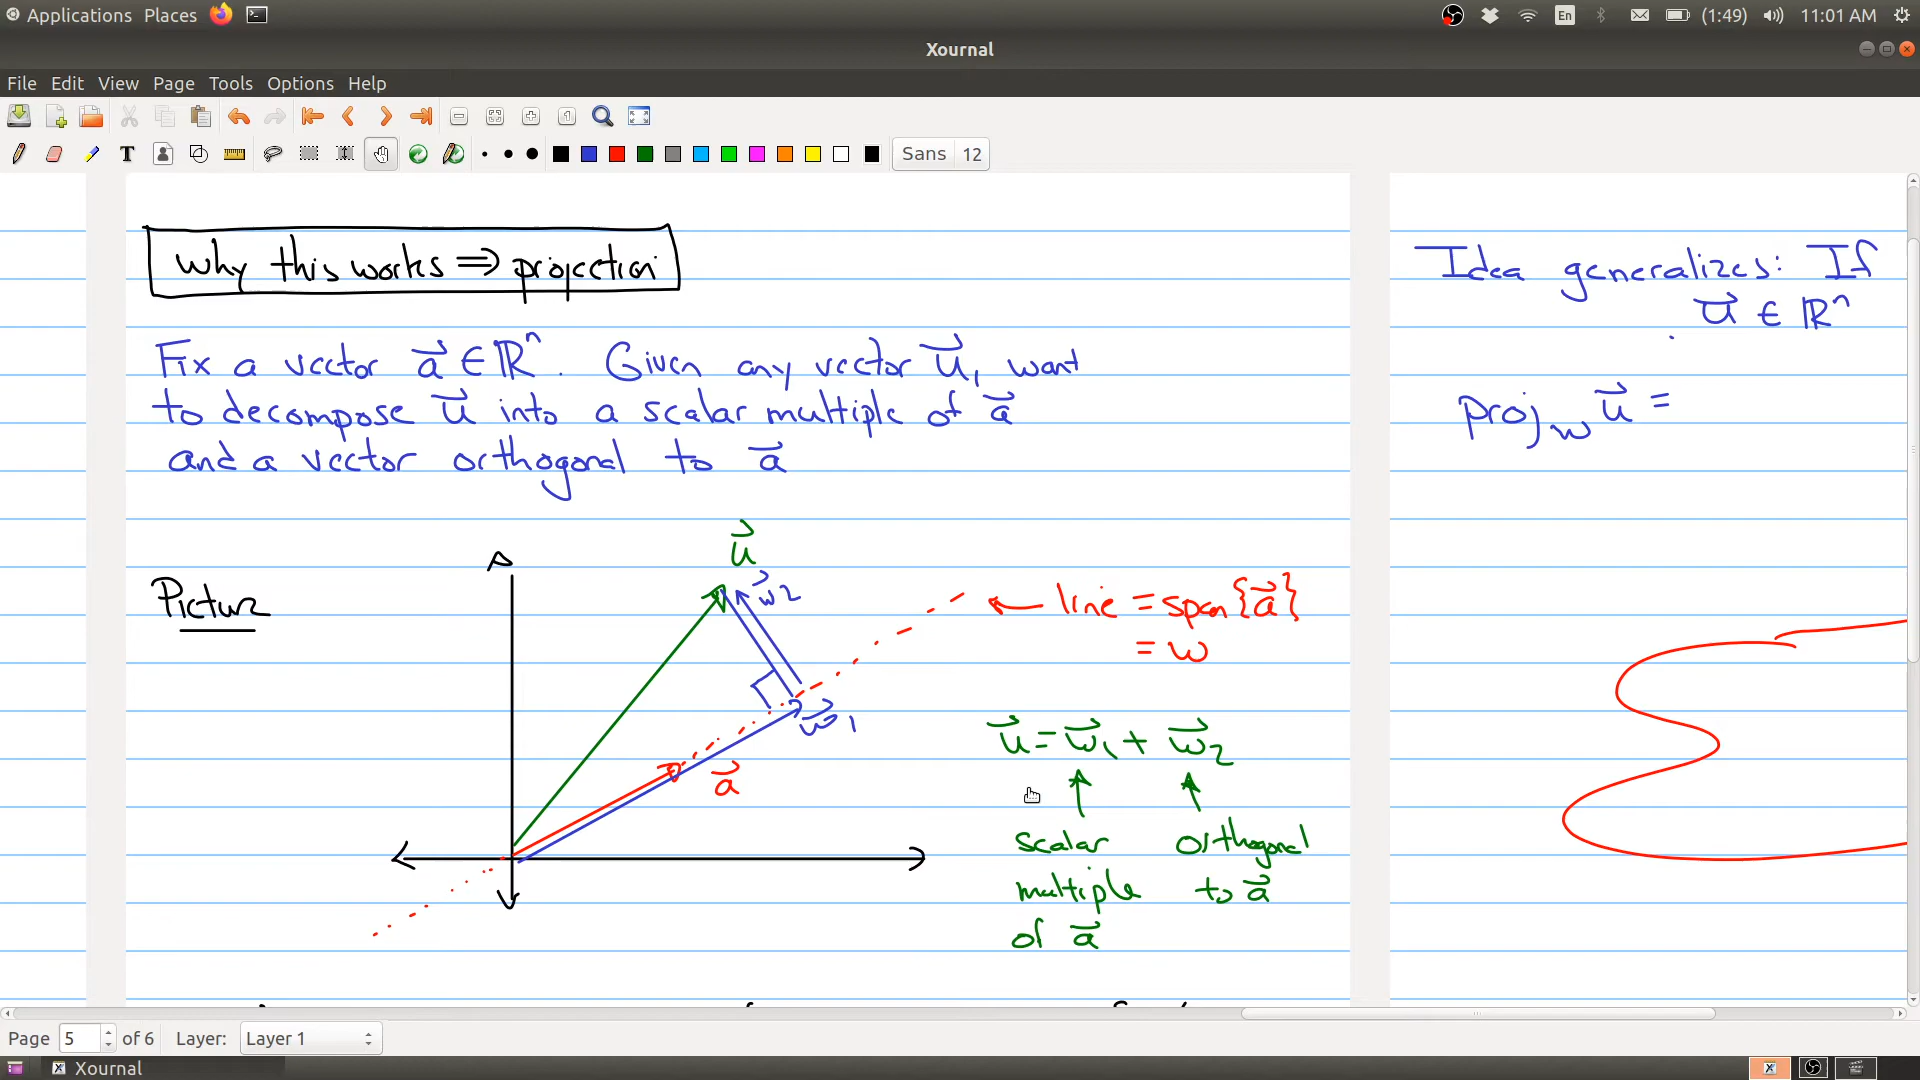 Applications Places En (1:49) 11:01 AM
Xournal
File Edit View Page Tools Options Help
T Sans 12
Why this works ⇒ projection
Fix a vector a⃗ ∈ ℝⁿ. Given any vector u⃗, want
to decompose u⃗ into a scalar multiple of a⃗
and a vector orthogonal to a⃗
Picture
u⃗
w⃗2
w⃗1
a⃗
← line = span{a⃗}
= W
u⃗ = w⃗₁ + w⃗₂
scalar
multiple
of a⃗
orthogonal
to a⃗
Idea generalizes: If
u⃗ ∈ ℝⁿ
proj_W u⃗ =
Page 5 of 6 Layer: Layer 1
Xournal